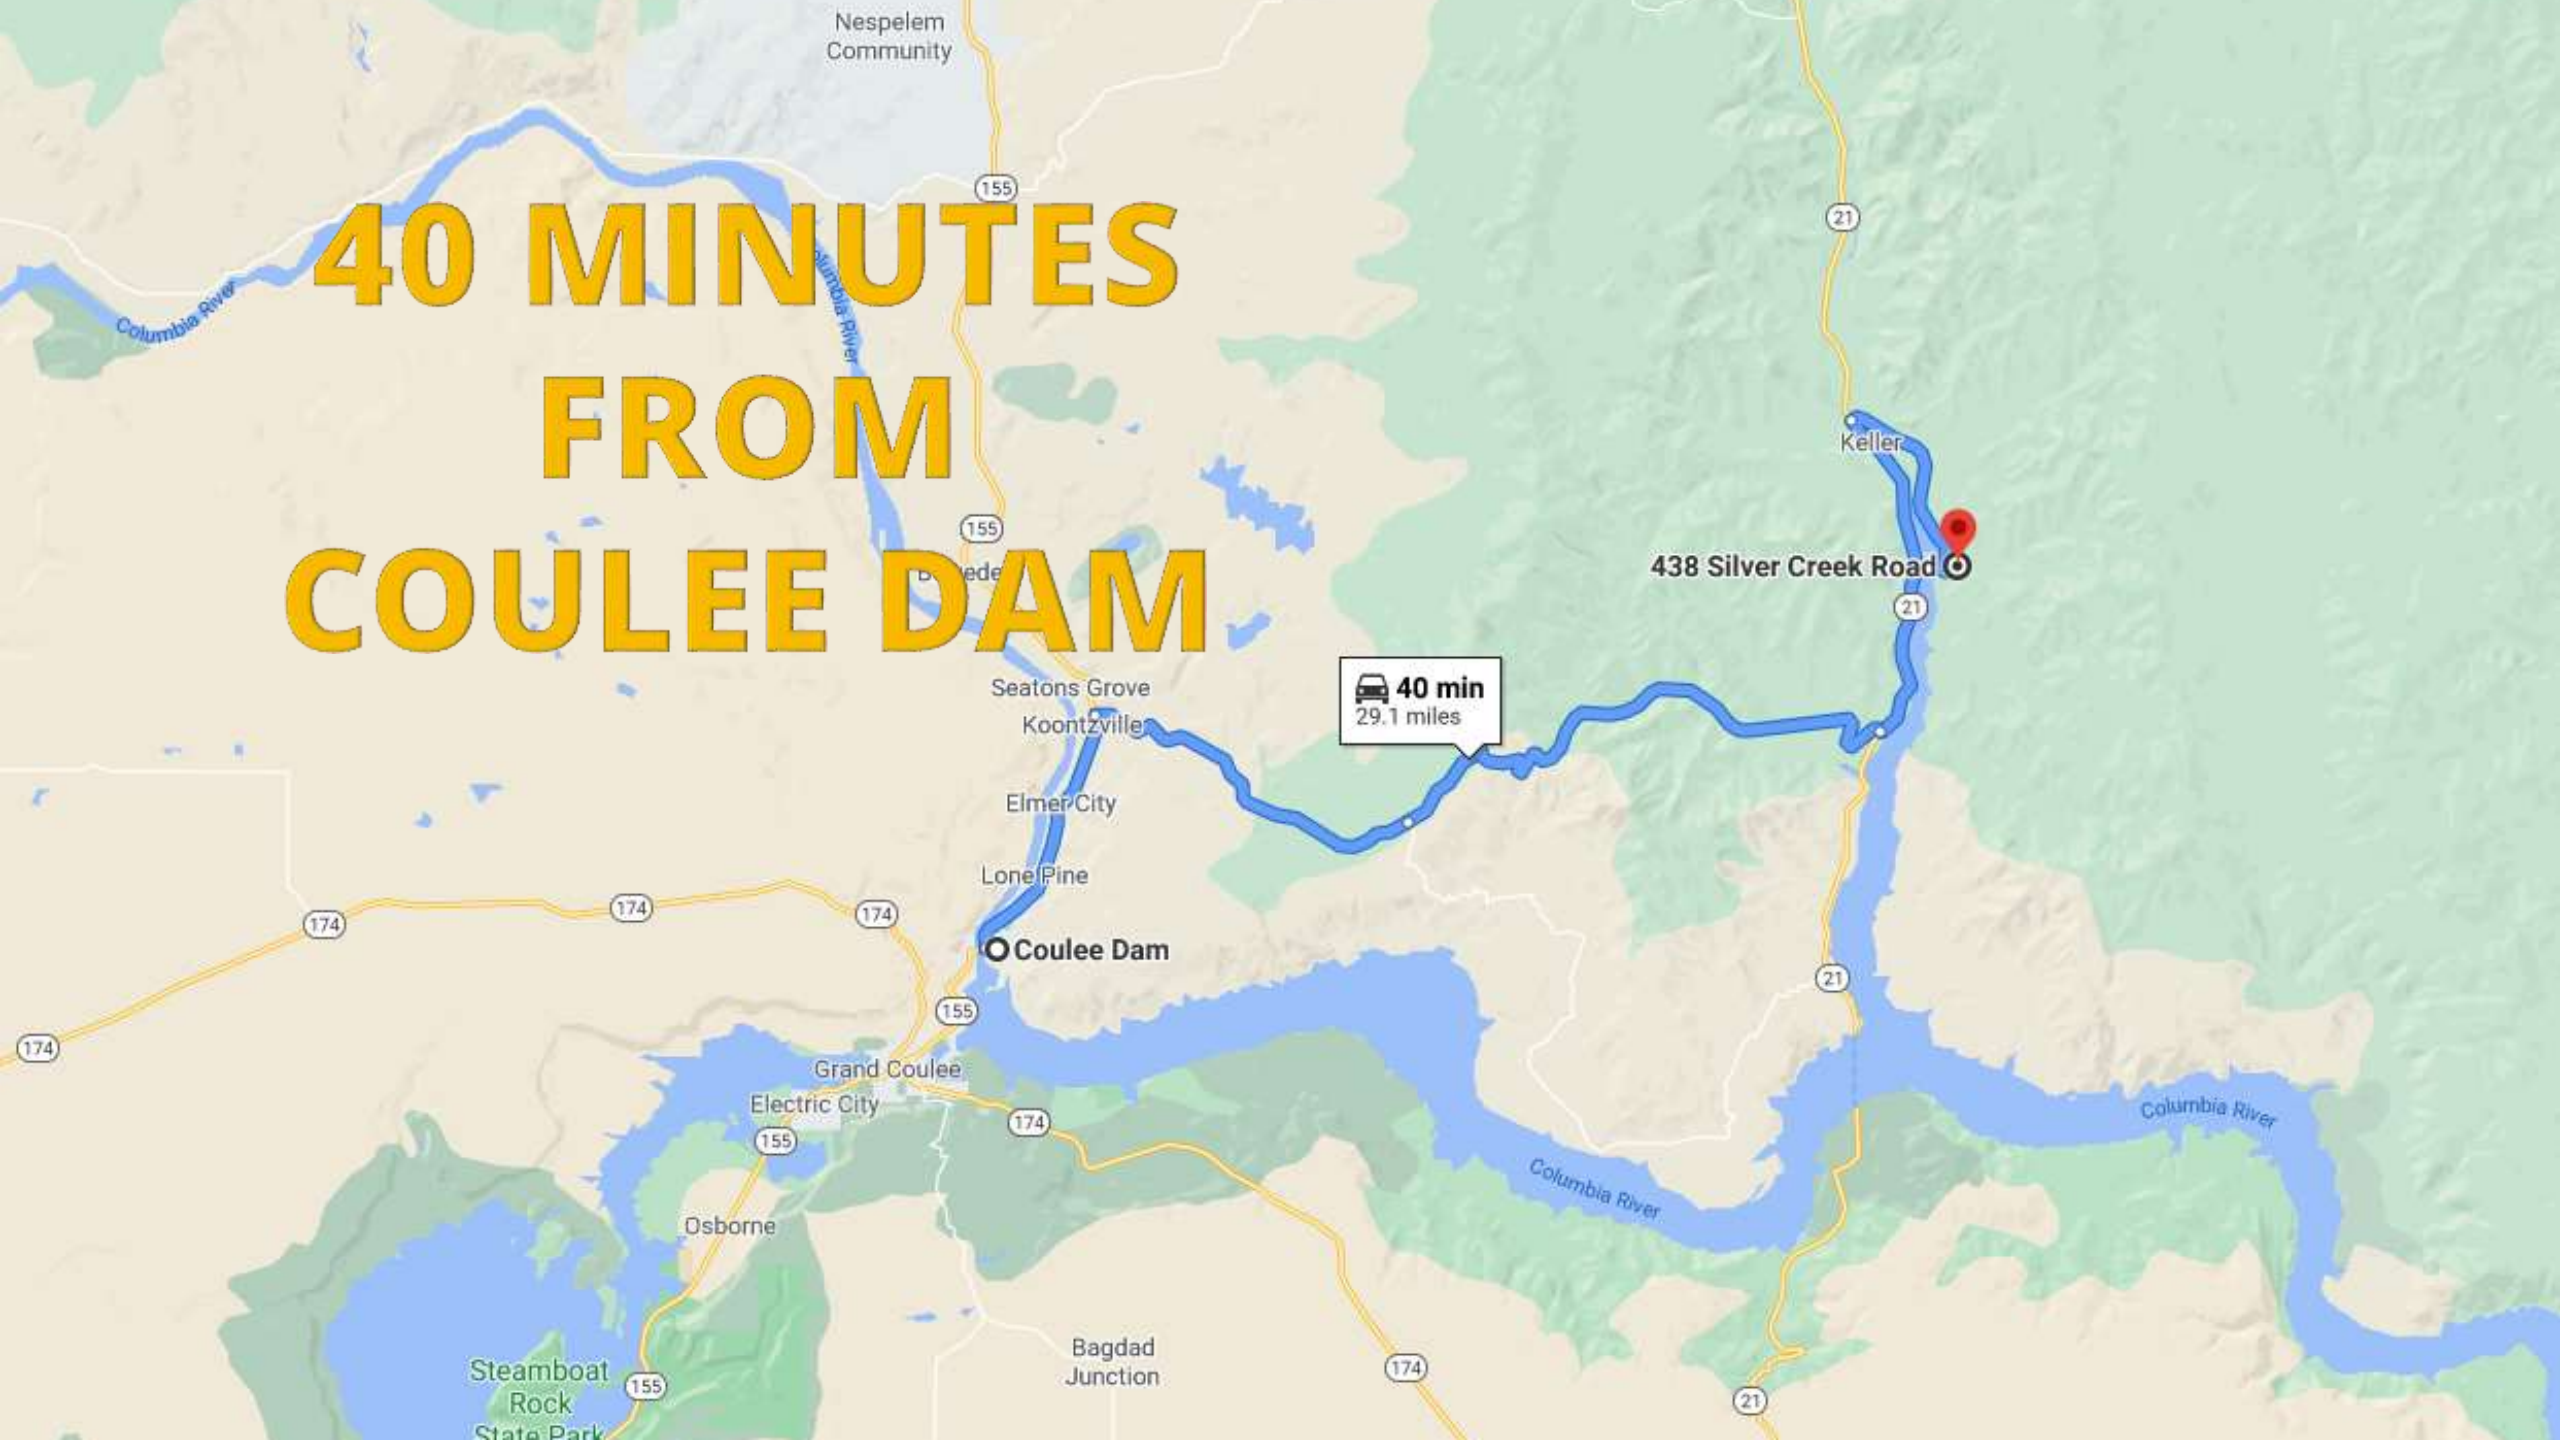 Nespelem
Community
155
21
40 MINUTES
Columbia River
Columbia River
FROM
Keller
155
COULEE DAM
438 Silver Creek Road
21
Seatons Grove
40 min
29.1 miles
Koontzville
Elmer City
Lone Pine
174
174
174
Coulee Dam
21
155
174
Grand Coulee
Electric City
174
155
Columbia River
Columbia River
Osborne
Bagdad
Junction
174
Steamboat
Rock
State Park
155
21